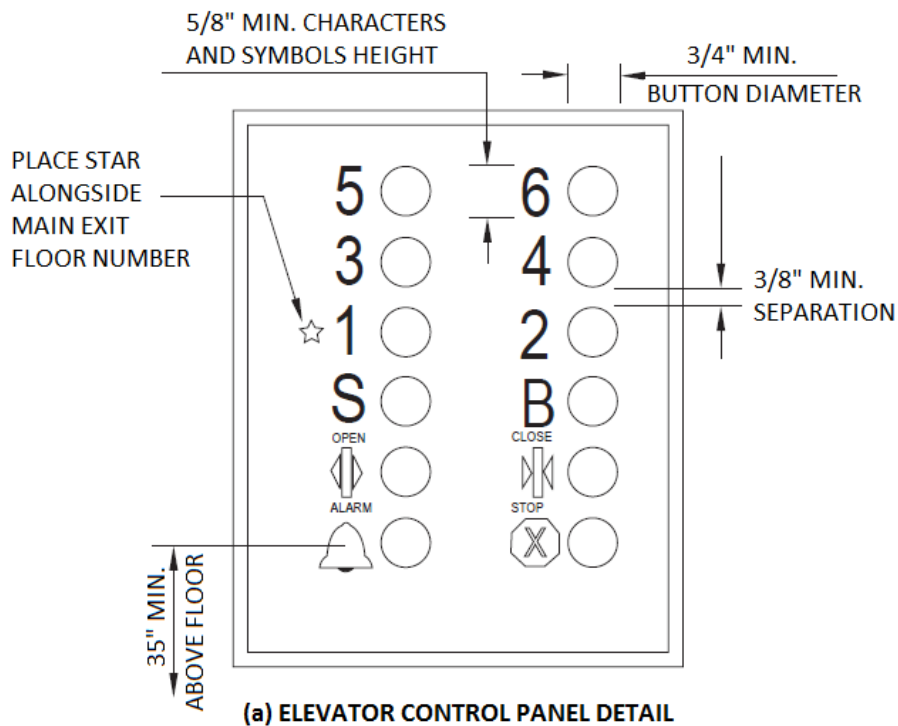 5/8" MIN. CHARACTERS
AND SYMBOLS HEIGHT
3/4" MIN.
BUTTON DIAMETER
PLACE STAR
ALONGSIDE
MAIN EXIT
FLOOR NUMBER
5
6
3
4
3/8" MIN.
SEPARATION
1
2
S
B
OPEN
CLOSE
ALARM
STOP
X
35" MIN.
ABOVE FLOOR
(a) ELEVATOR CONTROL PANEL DETAIL